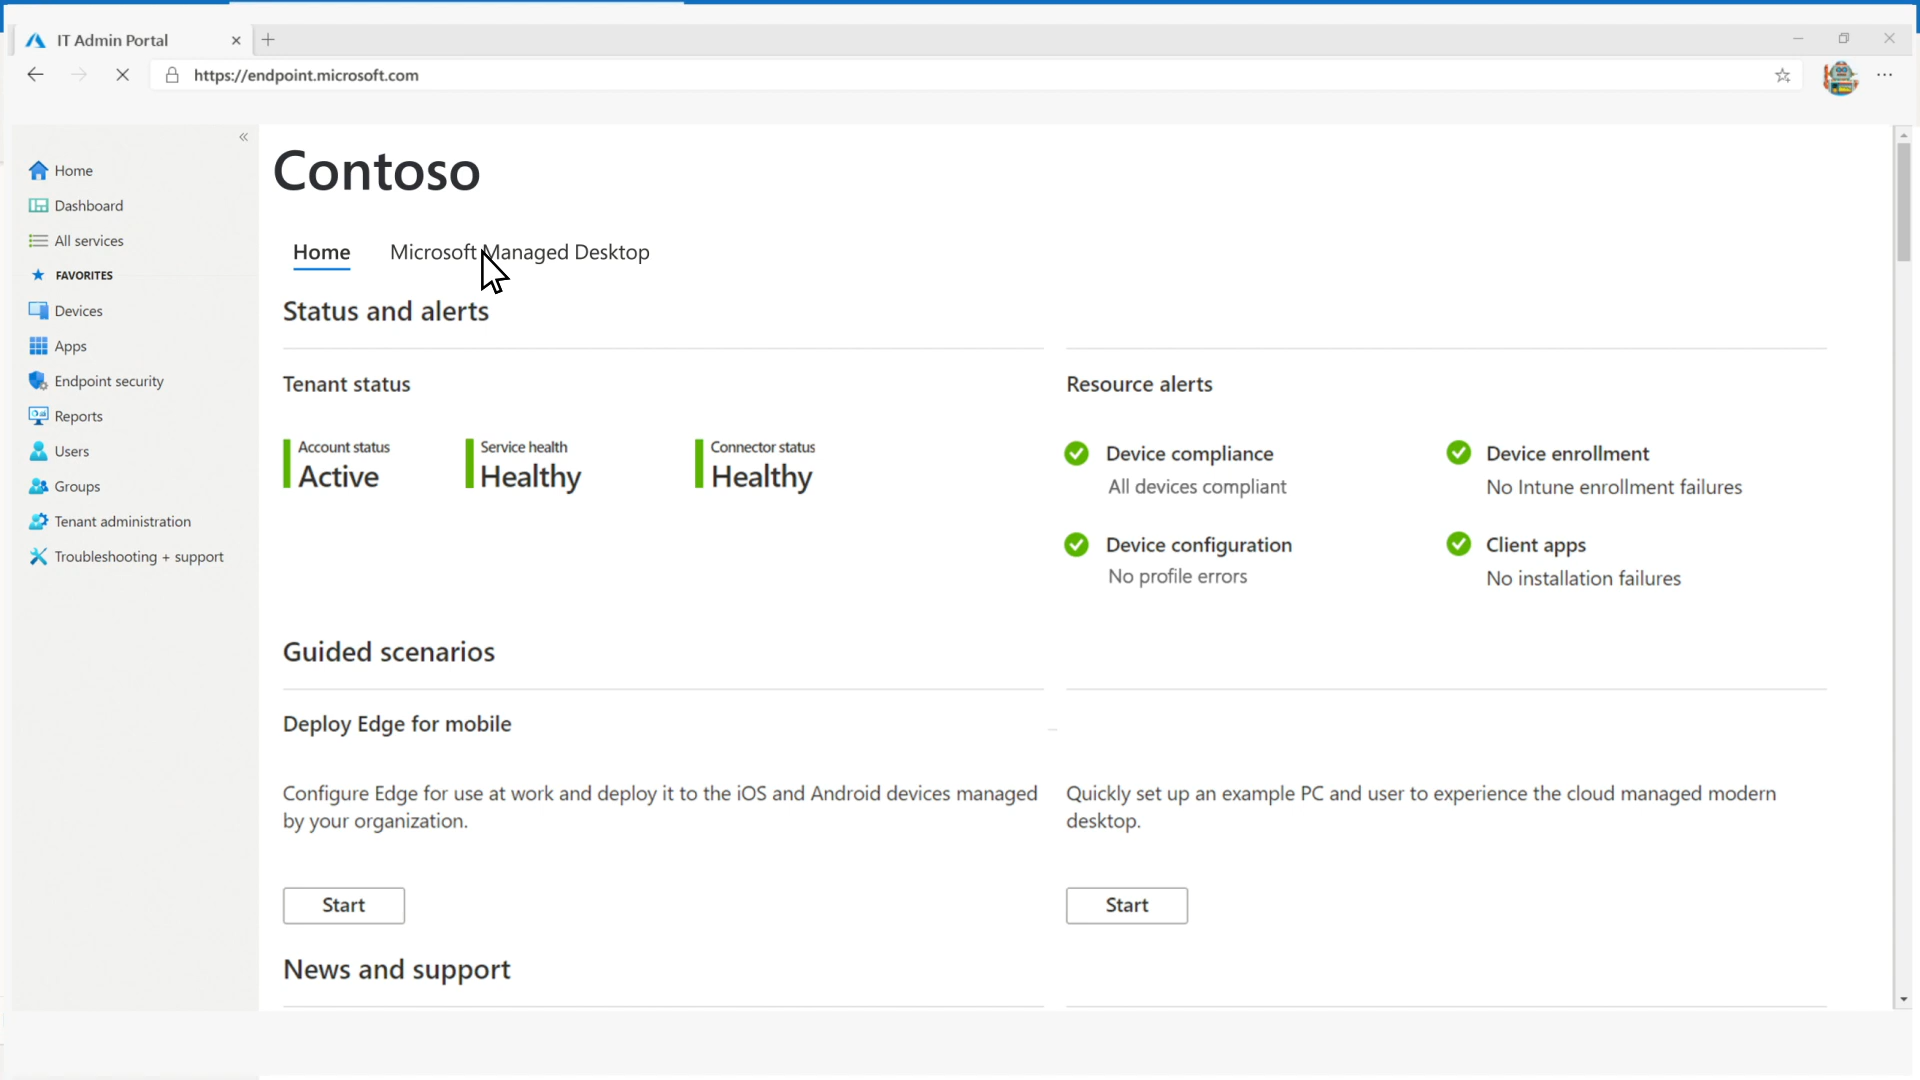 IT Admin Portal
https://endpoint.microsoft.com
Home
Dashboard
All services
FAVORITES
Devices
Apps
Endpoint security
Reports
Users
Groups
Tenant administration
Troubleshooting + support
Contoso
Home
Microsoft Managed Desktop
Status and alerts
Tenant status
Account status
Active
Service health
Healthy
Connector status
Healthy
Resource alerts
Device compliance
All devices compliant
Device enrollment
No Intune enrollment failures
Device configuration
No profile errors
Client apps
No installation failures
Guided scenarios
Deploy Edge for mobile
Configure Edge for use at work and deploy it to the iOS and Android devices managed
by your organization.
Start
Quickly set up an example PC and user to experience the cloud managed modern
desktop.
Start
News and support